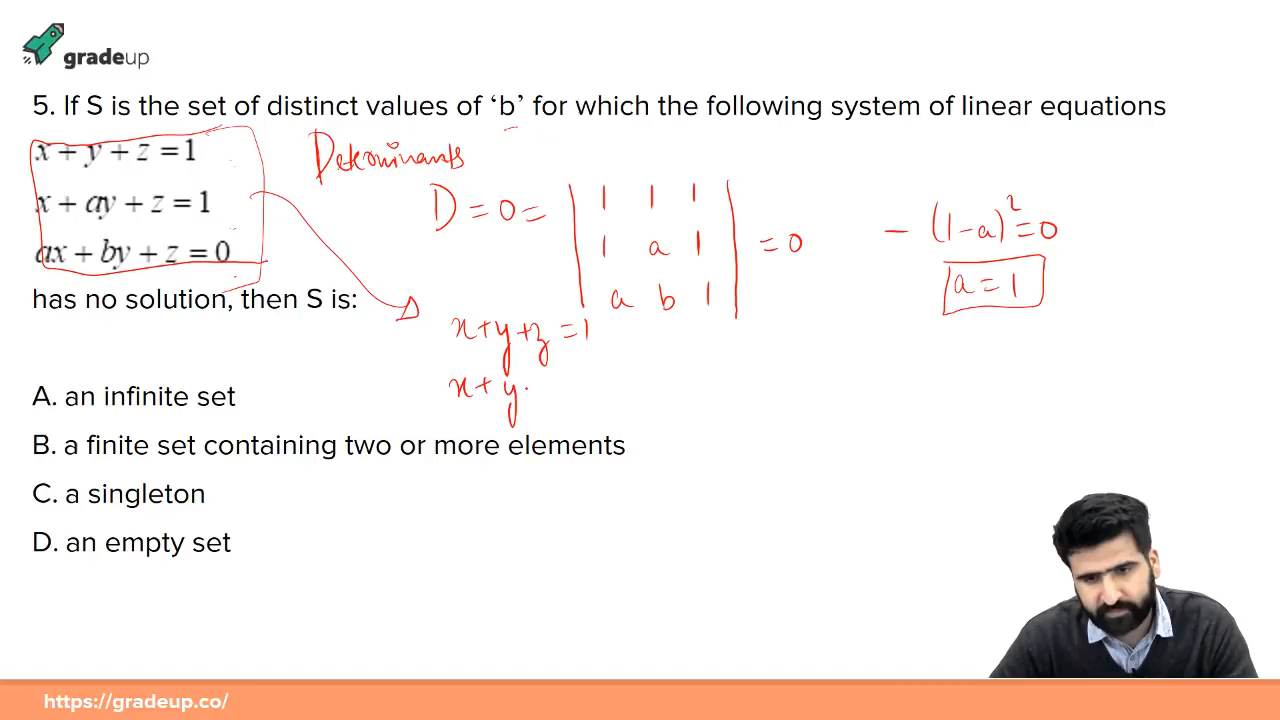 gradeup
5. If S is the set of distinct values of ‘b’ for which the following system of linear equations
x + y + z = 1
x + ay + z = 1
ax + by + z = 0
has no solution, then S is:
Determinants
D = 0 = | 1 1 1 |
| 1 a 1 | = 0
| a b 1 |
- (1-a)² = 0
a = 1
x+y+z = 1
x+ y.
A. an infinite set
B. a finite set containing two or more elements
C. a singleton
D. an empty set
https://gradeup.co/